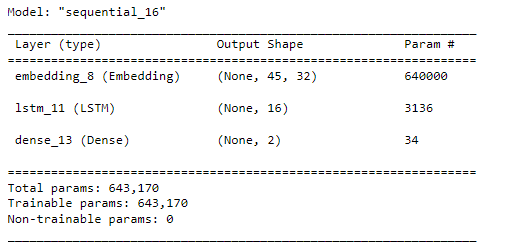 Model: "sequential_16"
_________________________________________________________________
Layer (type)                 Output Shape              Param #
=================================================================
embedding_8 (Embedding)      (None, 45, 32)            640000
lstm_11 (LSTM)               (None, 16)                3136
dense_13 (Dense)             (None, 2)                 34
=================================================================
Total params: 643,170
Trainable params: 643,170
Non-trainable params: 0
_________________________________________________________________